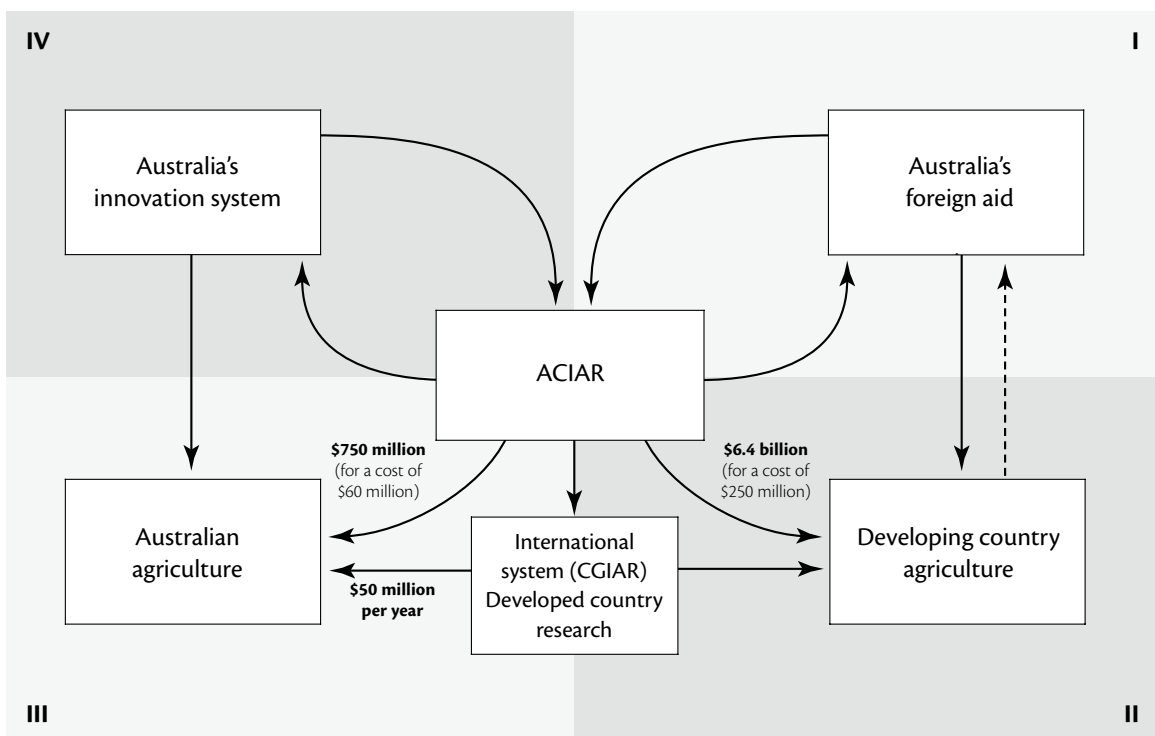 IV
I
Australia's
innovation system
Australia's
foreign aid
ACIAR
$750 million
(for a cost of
$60 million)
$6.4 billion
(for a cost of
$250 million)
Australian
agriculture
International
system (CGIAR)
Developed country
research
Developing country
agriculture
$50 million
per year
III
II